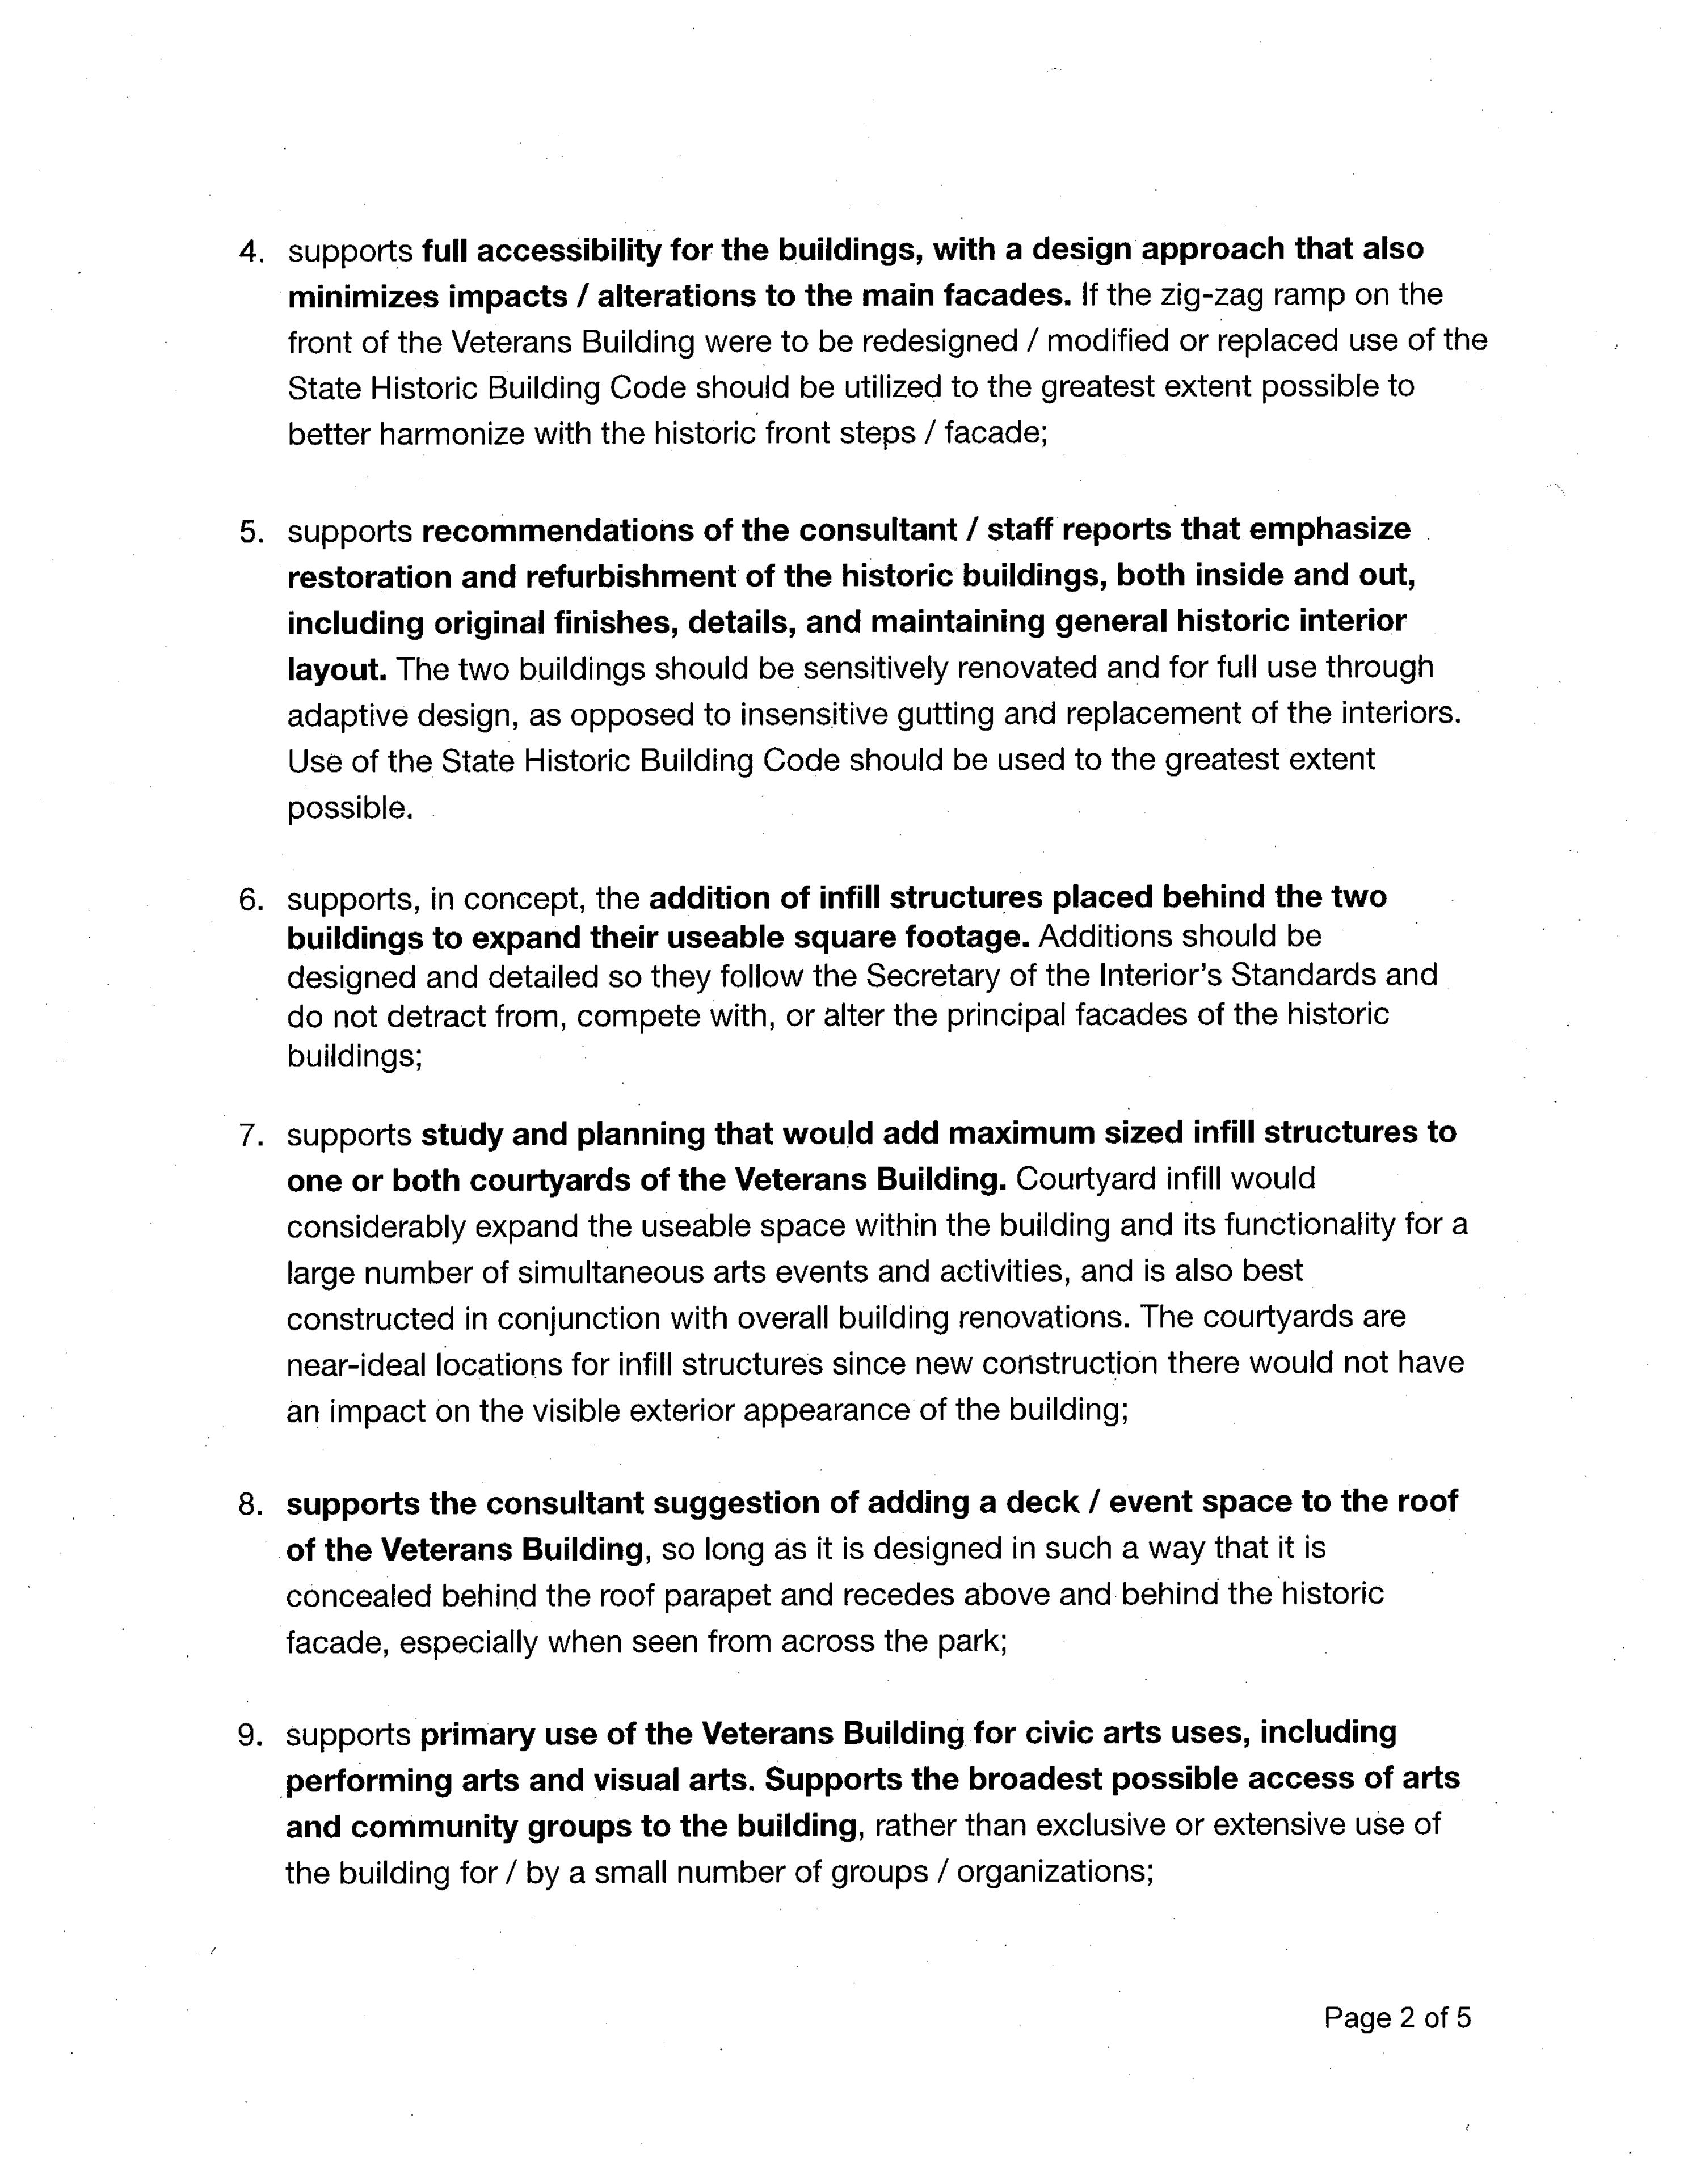 4. supports full accessibility for the buildings, with a design approach that also
minimizes impacts / alterations to the main facades. If the zig-zag ramp on the
front of the Veterans Building were to be redesigned / modified or replaced use of the
State Historic Building Code should be utilized to the greatest extent possible to
better harmonize with the historic front steps / facade;
5. supports recommendations of the consultant / staff reports that emphasize
restoration and refurbishment of the historic buildings, both inside and out,
including original finishes, details, and maintaining general historic interior
layout. The two buildings should be sensitively renovated and for full use through
adaptive design, as opposed to insensitive gutting and replacement of the interiors.
Use of the State Historic Building Code should be used to the greatest extent
possible.
6. supports, in concept, the addition of infill structures placed behind the two
buildings to expand their useable square footage. Additions should be
designed and detailed so they follow the Secretary of the Interior's Standards and
do not detract from, compete with, or alter the principal facades of the historic
buildings;
7. supports study and planning that would add maximum sized infill structures to
one or both courtyards of the Veterans Building. Courtyard infill would
considerably expand the useable space within the building and its functionality for a
large number of simultaneous arts events and activities, and is also best
constructed in conjunction with overall building renovations. The courtyards are
near-ideal locations for infill structures since new construction there would not have
an impact on the visible exterior appearance of the building;
8. supports the consultant suggestion of adding a deck / event space to the roof
of the Veterans Building, so long as it is designed in such a way that it is
concealed behind the roof parapet and recedes above and behind the historic
facade, especially when seen from across the park;
9. supports primary use of the Veterans Building for civic arts uses, including
performing arts and visual arts. Supports the broadest possible access of arts
and community groups to the building, rather than exclusive or extensive use of
the building for / by a small number of groups / organizations;
Page 2 of 5